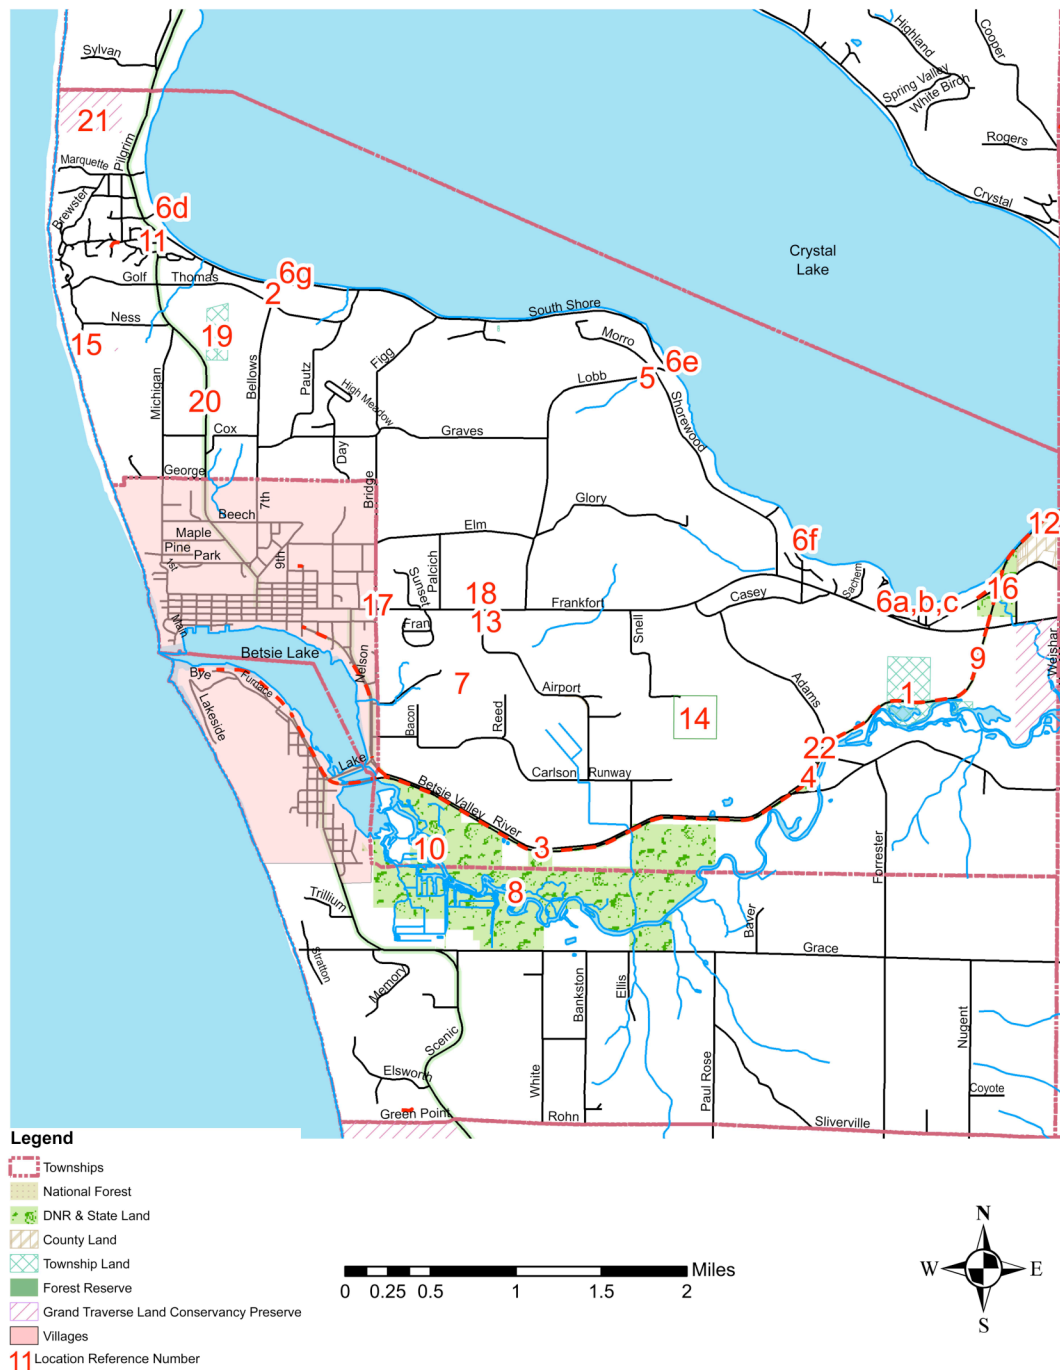 Sylvan
Highland
Cooper
Spring Valley
White Birch
21
Pilgrim
Rogers
Marquette
Brewster
6d
Crystal
11
Crystal
Lake
Golf
Thomas
6g
2
South Shore
Ness
15
19
Morro
6e
Figg
Lobb
5
Michigan
20
Bellows
Pautz
High Meadow
Shorewood
Cox
Graves
Day
Bridge
George
7th
Glory
Beech
Elm
12
Maple
6f
Pine
Park
9th
1st
Palcich
Sunset
Sachem
Casey
16
17
18
Frankfort
6a,b,c
13
Fran
Snell
Main
Betsie Lake
Nelson
Weishar
9
Bye
Furnace
7
Airport
Adams
1
Lakeside
Bacon
Reed
14
22
Lake
Carlson
Runway
4
Betsie Valley
River
10
3
Forrester
8
Trillium
Baver
Grace
Stratton
Memory
Bankston
Ellis
Nugent
Scenic
Elsworth
White
Paul Rose
Coyote
Green Point
Rohn
Sliverville
Legend
Townships
National Forest
DNR & State Land
County Land
Township Land
Forest Reserve
Grand Traverse Land Conservancy Preserve
Villages
11 Location Reference Number
Miles
0 0.25 0.5 1 1.5 2
N
W E
S